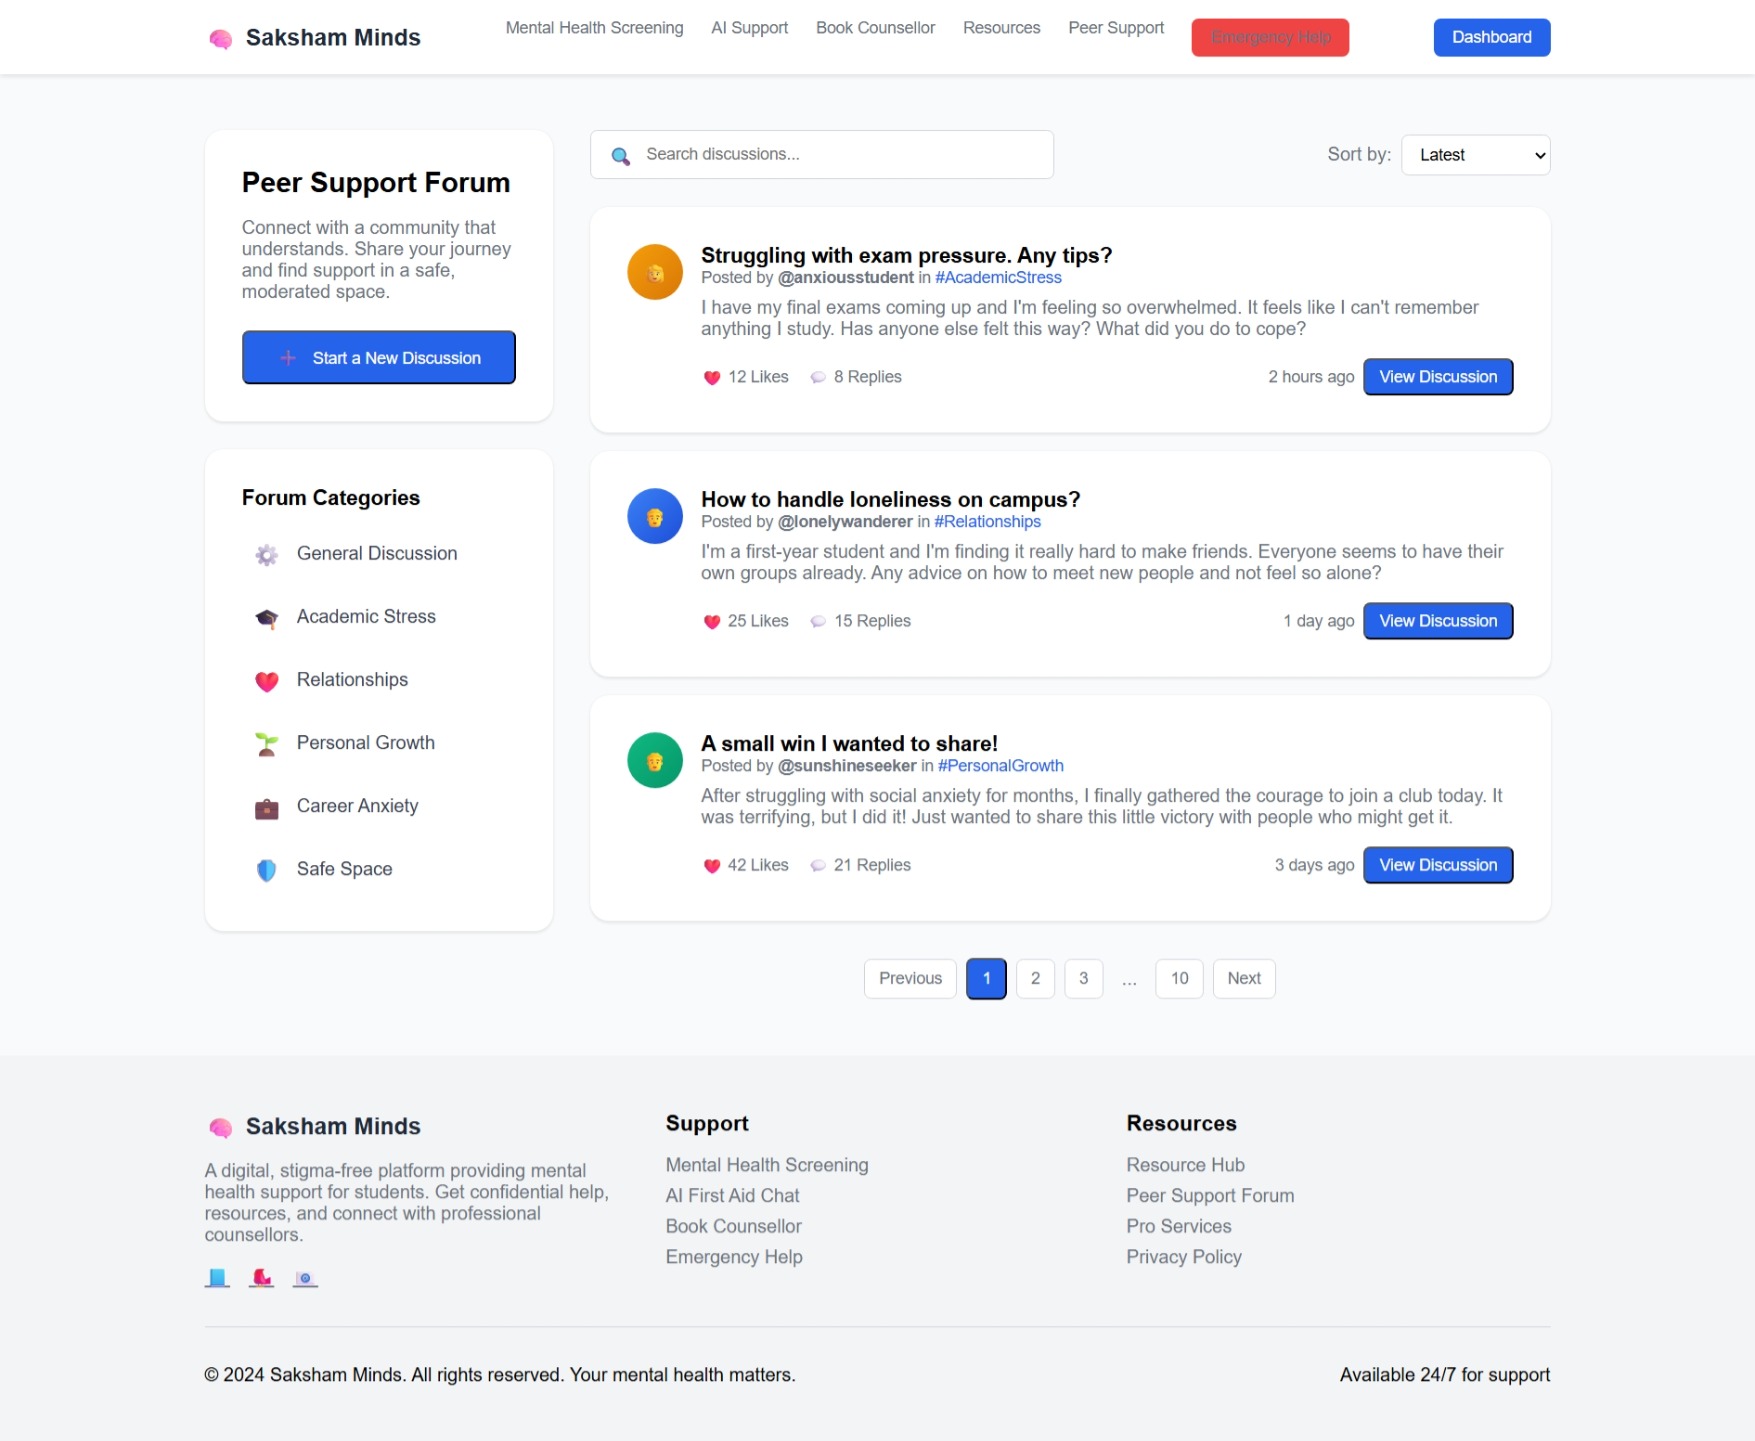 Saksham Minds
Mental Health Screening
AI Support
Book Counsellor
Resources
Peer Support
Emergency Help
Dashboard
Peer Support Forum
Connect with a community that
understands. Share your journey
and find support in a safe,
moderated space.
Start a New Discussion
Forum Categories
General Discussion
Academic Stress
Relationships
Personal Growth
Career Anxiety
Safe Space
Search discussions...
Sort by:
Latest
Struggling with exam pressure. Any tips?
Posted by @anxiousstudent in #AcademicStress
I have my final exams coming up and I'm feeling so overwhelmed. It feels like I can't remember
anything I study. Has anyone else felt this way? What did you do to cope?
12 Likes
8 Replies
2 hours ago
View Discussion
How to handle loneliness on campus?
Posted by @lonelywanderer in #Relationships
I'm a first-year student and I'm finding it really hard to make friends. Everyone seems to have their
own groups already. Any advice on how to meet new people and not feel so alone?
25 Likes
15 Replies
1 day ago
View Discussion
A small win I wanted to share!
Posted by @sunshineseeker in #PersonalGrowth
After struggling with social anxiety for months, I finally gathered the courage to join a club today. It
was terrifying, but I did it! Just wanted to share this little victory with people who might get it.
42 Likes
21 Replies
3 days ago
View Discussion
Previous
1
2
3
...
10
Next
Saksham Minds
A digital, stigma-free platform providing mental
health support for students. Get confidential help,
resources, and connect with professional
counsellors.
Support
Mental Health Screening
AI First Aid Chat
Book Counsellor
Emergency Help
Resources
Resource Hub
Peer Support Forum
Pro Services
Privacy Policy
© 2024 Saksham Minds. All rights reserved. Your mental health matters.
Available 24/7 for support